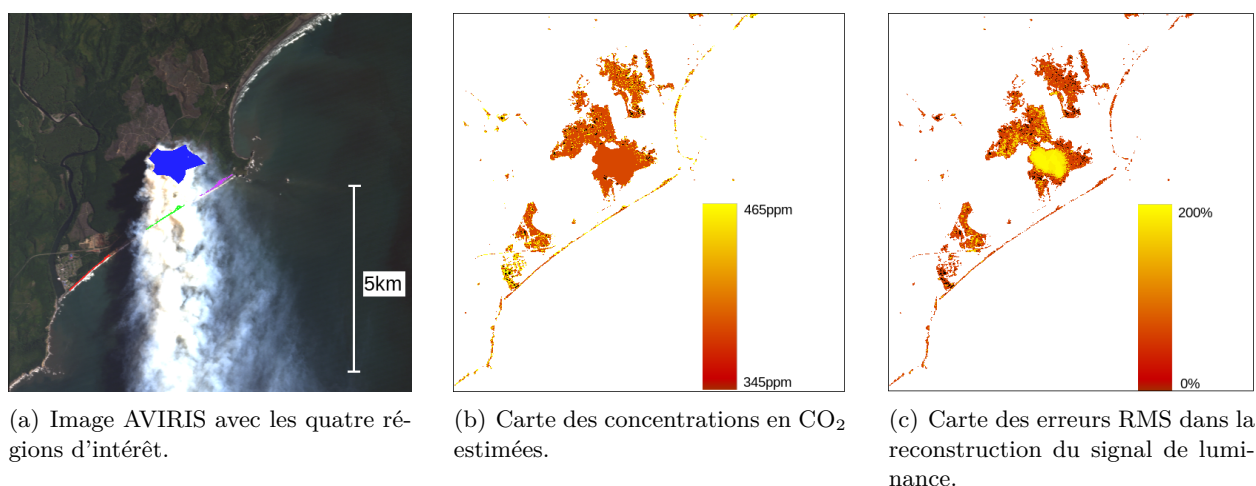 5km
465ppm
345ppm
200%
0%
(a) Image AVIRIS avec les quatre ré-
gions d'intérêt.
(b) Carte des concentrations en CO₂
estimées.
(c) Carte des erreurs RMS dans la
reconstruction du signal de lumi-
nance.